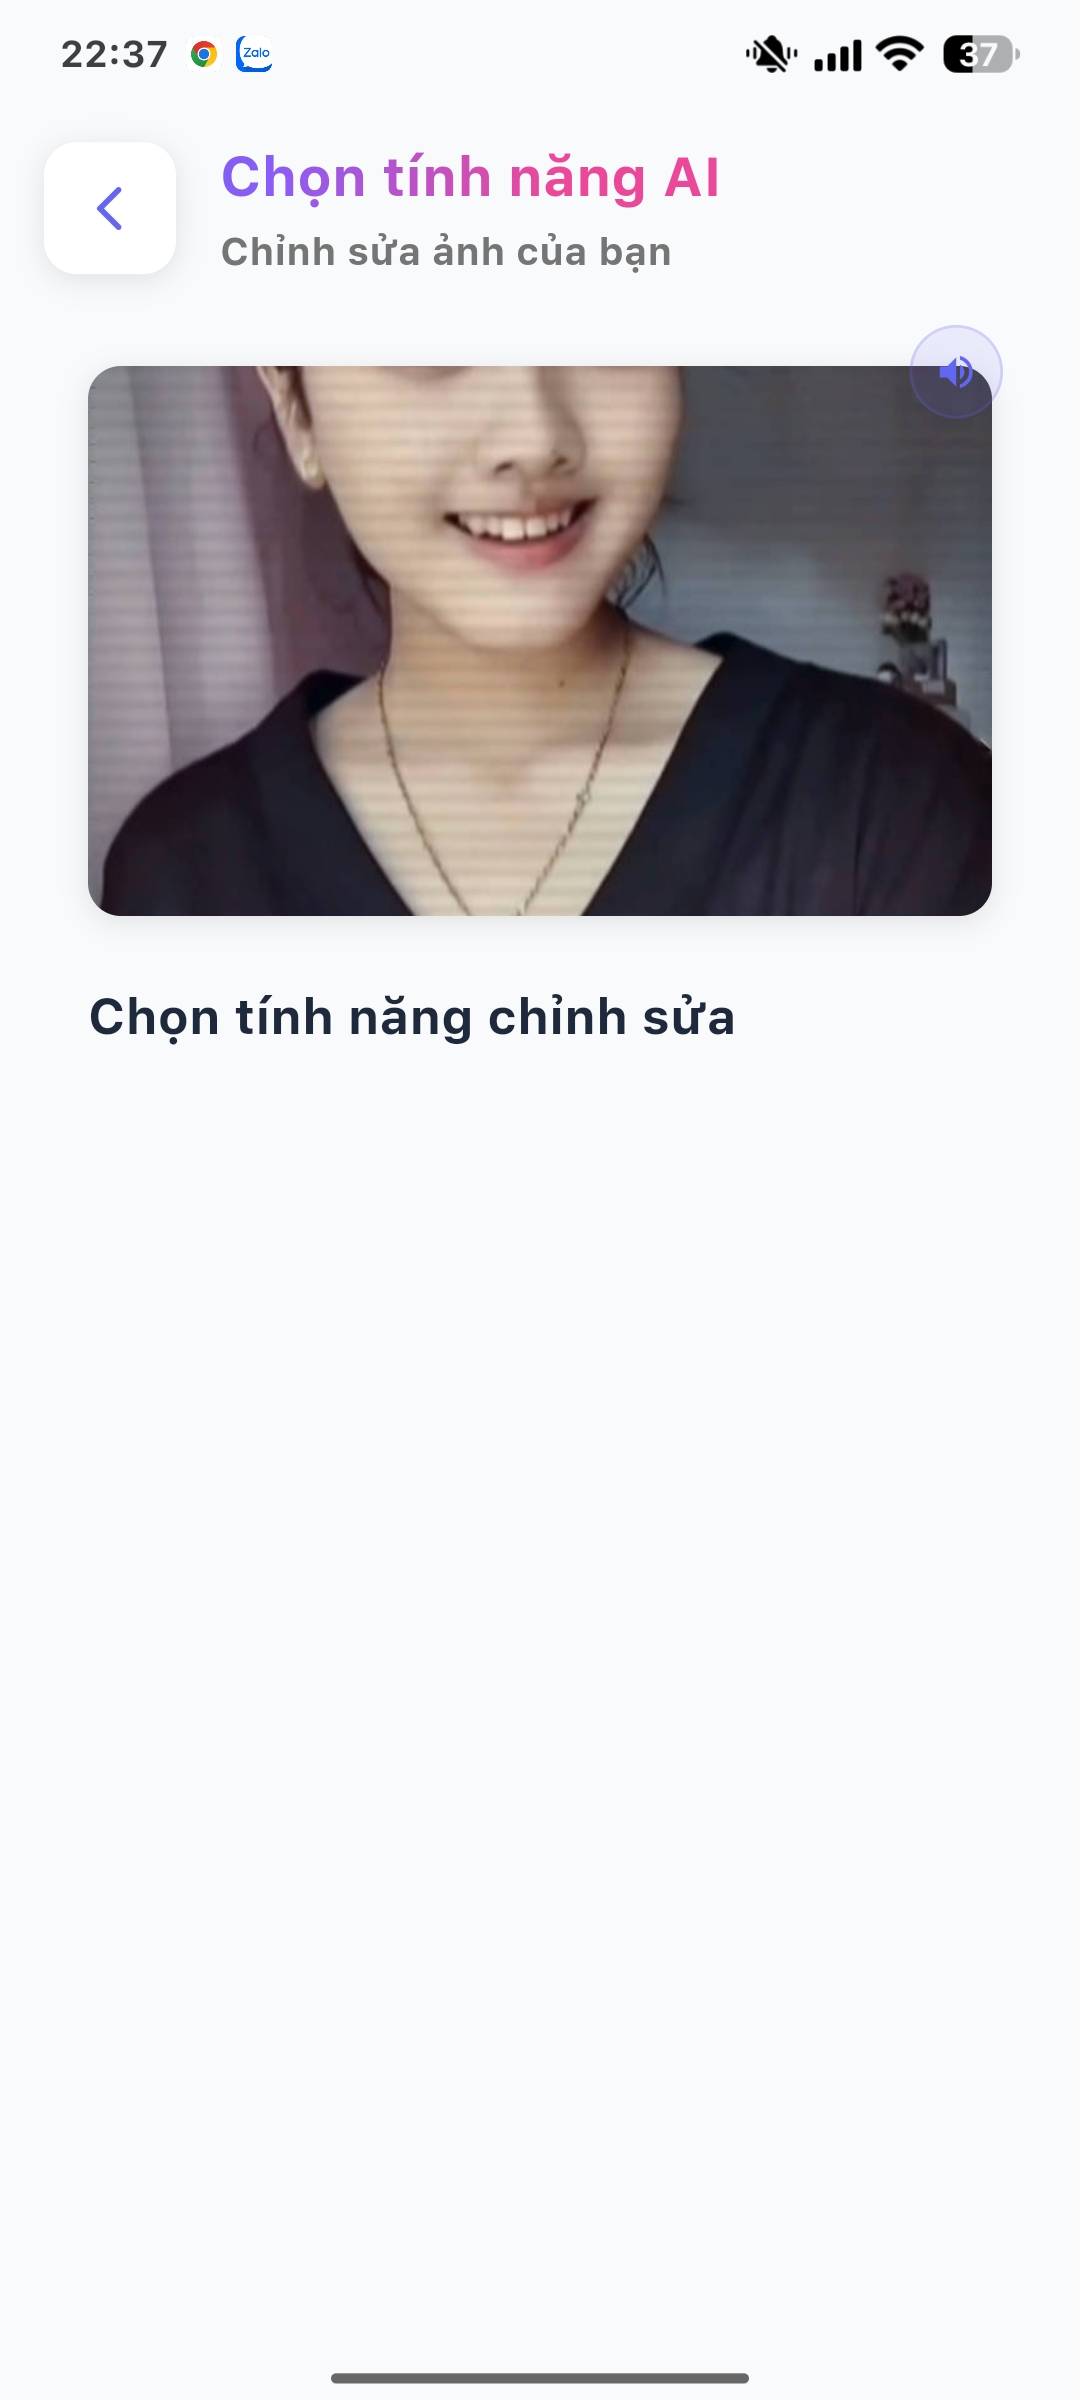 22:37
Zalo
37
Chọn tính năng AI
Chỉnh sửa ảnh của bạn
Chọn tính năng chỉnh sửa